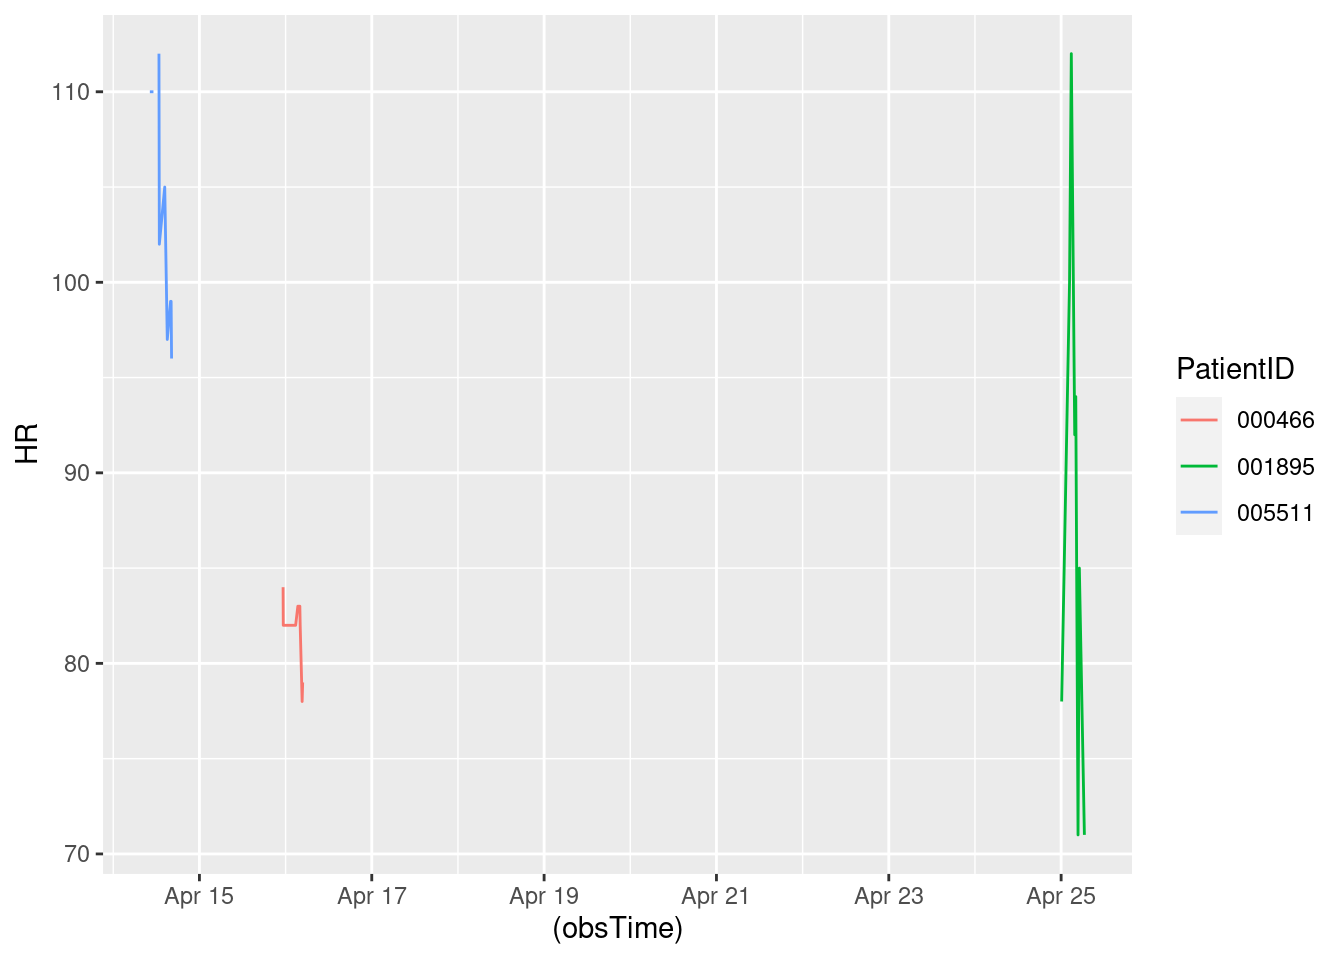 110
100
90
80
70
HR
Apr 15
Apr 17
Apr 19
Apr 21
Apr 23
Apr 25
(obsTime)
PatientID
000466
001895
005511